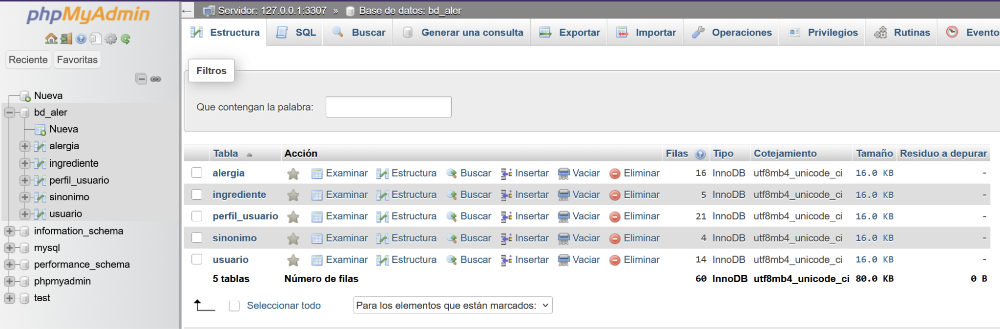 phpMyAdmin
Reciente Favoritas
Nueva
bd_aler
Nueva
alergia
ingrediente
perfil_usuario
sinonimo
usuario
information_schema
mysql
performance_schema
phpmyadmin
test
Servidor: 127.0.0.1:3307 » Base de datos: bd_aler
Estructura SQL Buscar Generar una consulta Exportar Importar Operaciones Privilegios Rutinas Evento
Filtros
Que contengan la palabra:
Tabla Acción Filas Tipo Cotejamiento Tamaño Residuo a depurar
alergia Examinar Estructura Buscar Insertar Vaciar Eliminar 16 InnoDB utf8mb4_unicode_ci 16.0 KB -
ingrediente Examinar Estructura Buscar Insertar Vaciar Eliminar 5 InnoDB utf8mb4_unicode_ci 16.0 KB -
perfil_usuario Examinar Estructura Buscar Insertar Vaciar Eliminar 21 InnoDB utf8mb4_unicode_ci 16.0 KB -
sinonimo Examinar Estructura Buscar Insertar Vaciar Eliminar 4 InnoDB utf8mb4_unicode_ci 16.0 KB -
usuario Examinar Estructura Buscar Insertar Vaciar Eliminar 14 InnoDB utf8mb4_unicode_ci 16.0 KB -
5 tablas Número de filas 60 InnoDB utf8mb4_unicode_ci 80.0 KB 0 B
Seleccionar todo Para los elementos que están marcados: